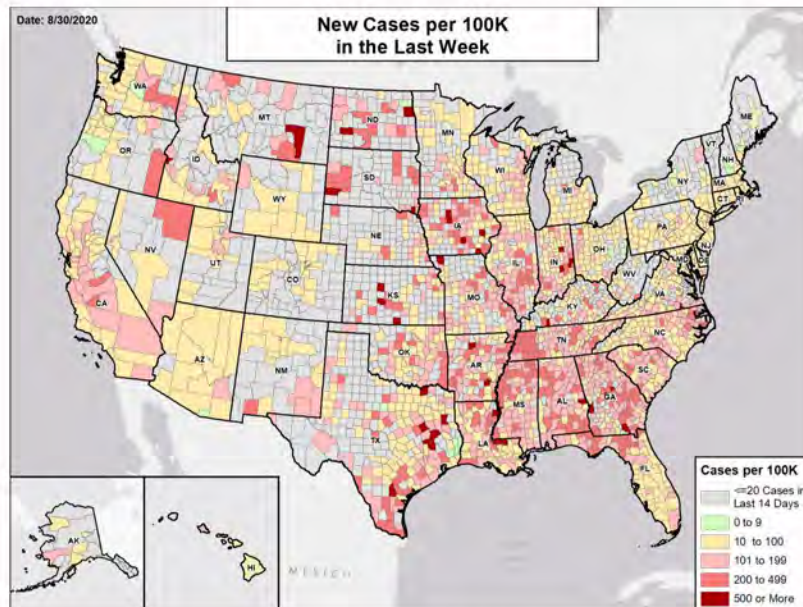 Date: 8/30/2020
New Cases per 100K
in the Last Week
WA
MT
ND
MN
ME
OR
ID
SD
WI
MI
VT
NH
NY
MA
CT
WY
NE
IA
PA
NJ
NV
UT
CO
IL
IN
OH
MD
DE
CA
KS
MO
WV
VA
KY
AZ
NM
OK
AR
TN
NC
SC
TX
LA
MS
AL
GA
FL
AK
HI
MEXICO
Cases per 100K
<=20 Cases in
Last 14 Days
0 to 9
10 to 100
101 to 199
200 to 499
500 or More